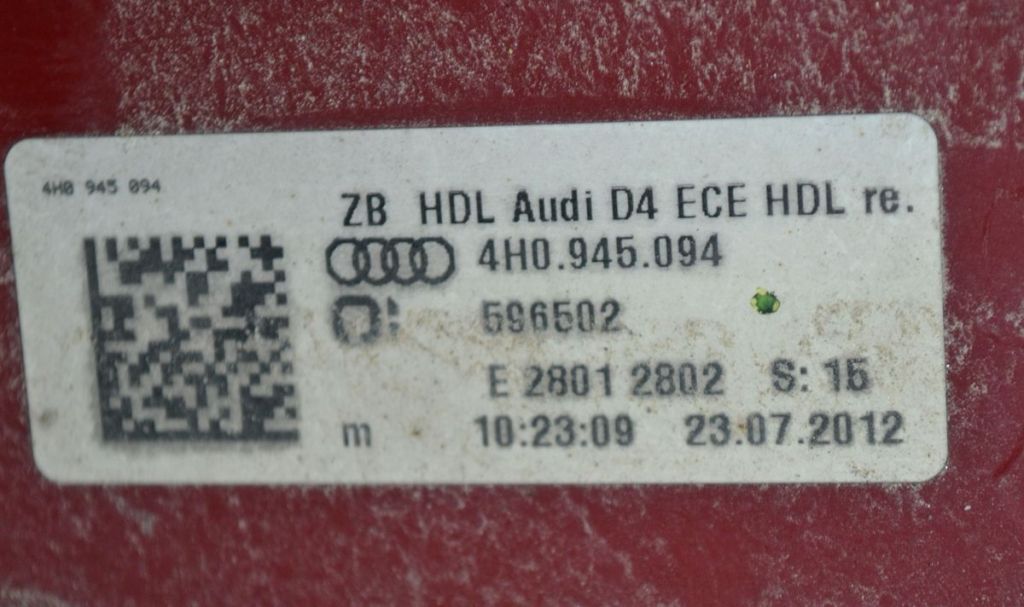 4H0 945 094
ZB HDL Audi D4 ECE HDL re.
4H0.945.094
596502
E 2801 2802 S: 15
m 10:23:09 23.07.2012